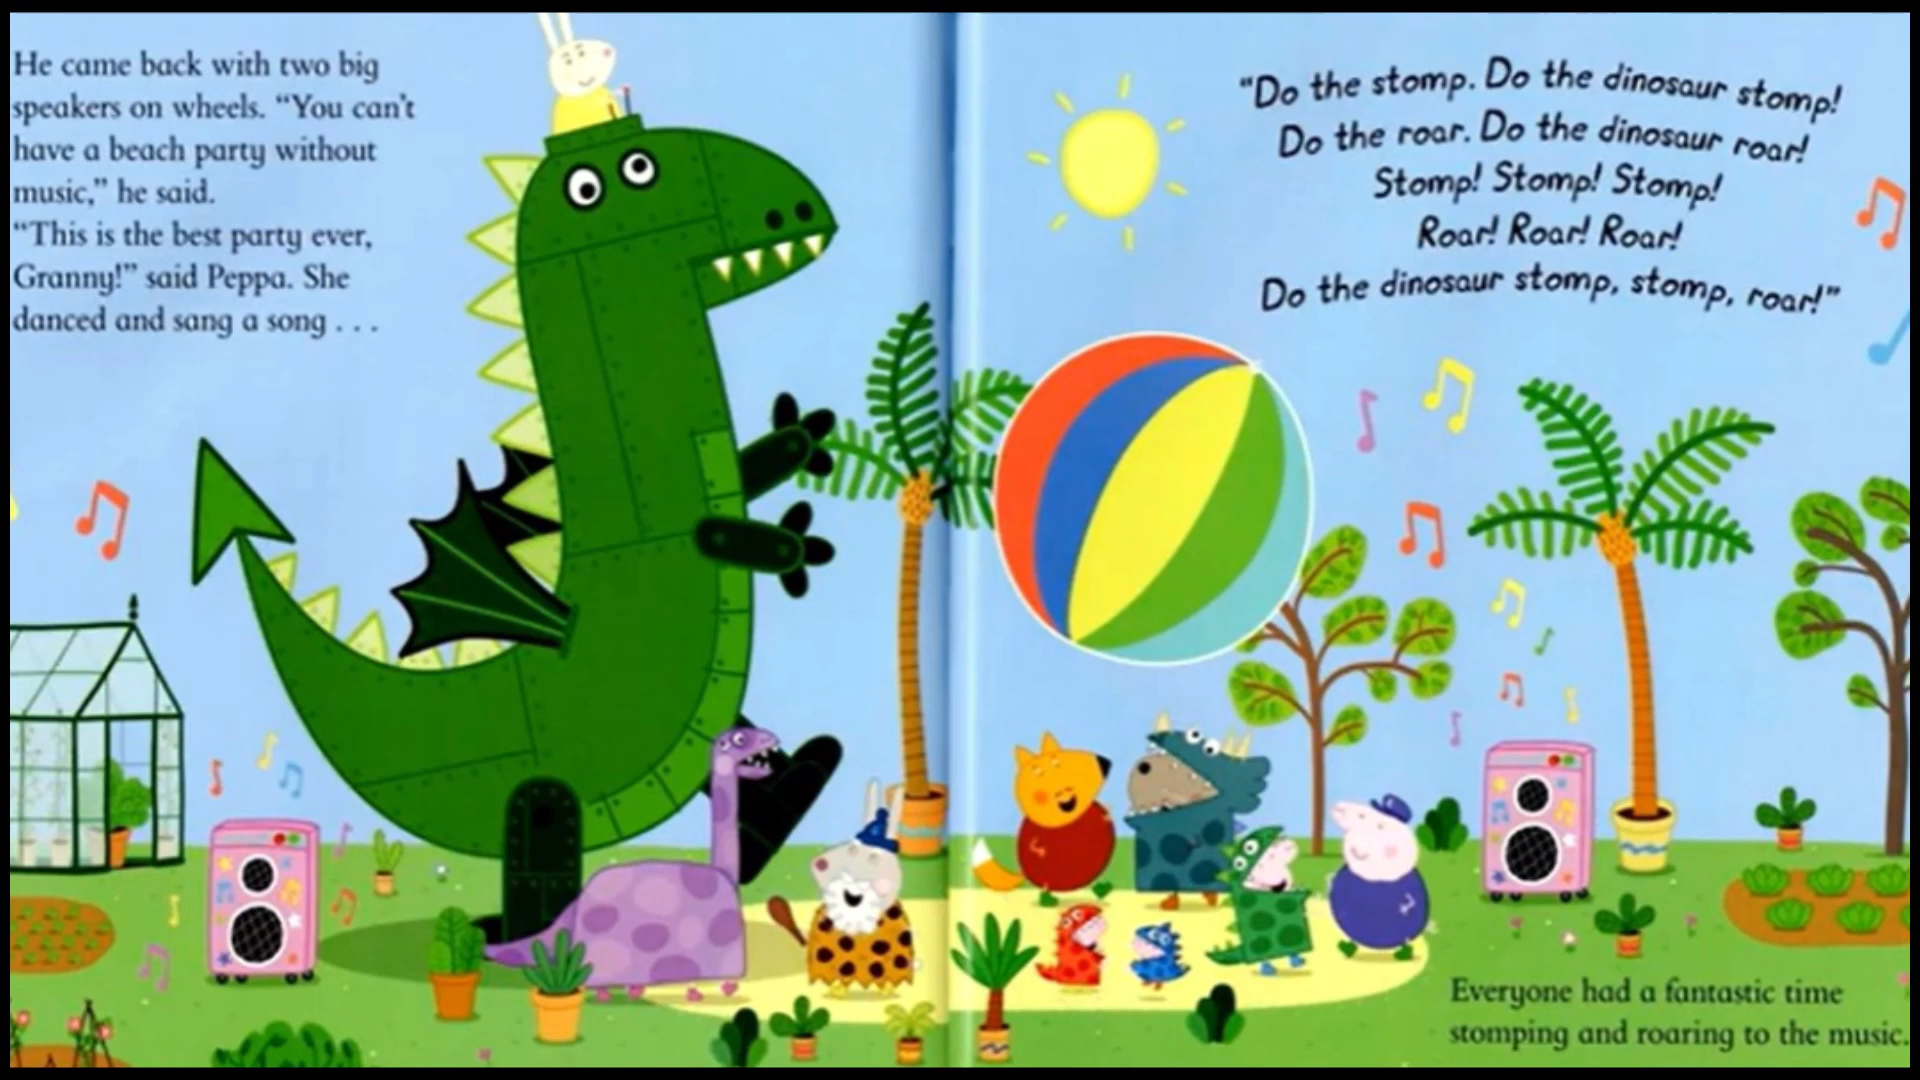 He came back with two big
speakers on wheels. “You can’t
have a beach party without
music,” he said.
“This is the best party ever,
Granny!” said Peppa. She
danced and sang a song . . .
“Do the stomp. Do the dinosaur stomp!
Do the roar. Do the dinosaur roar!
Stomp! Stomp! Stomp!
Roar! Roar! Roar!
Do the dinosaur stomp, stomp, roar!”
Everyone had a fantastic time
stomping and roaring to the music.